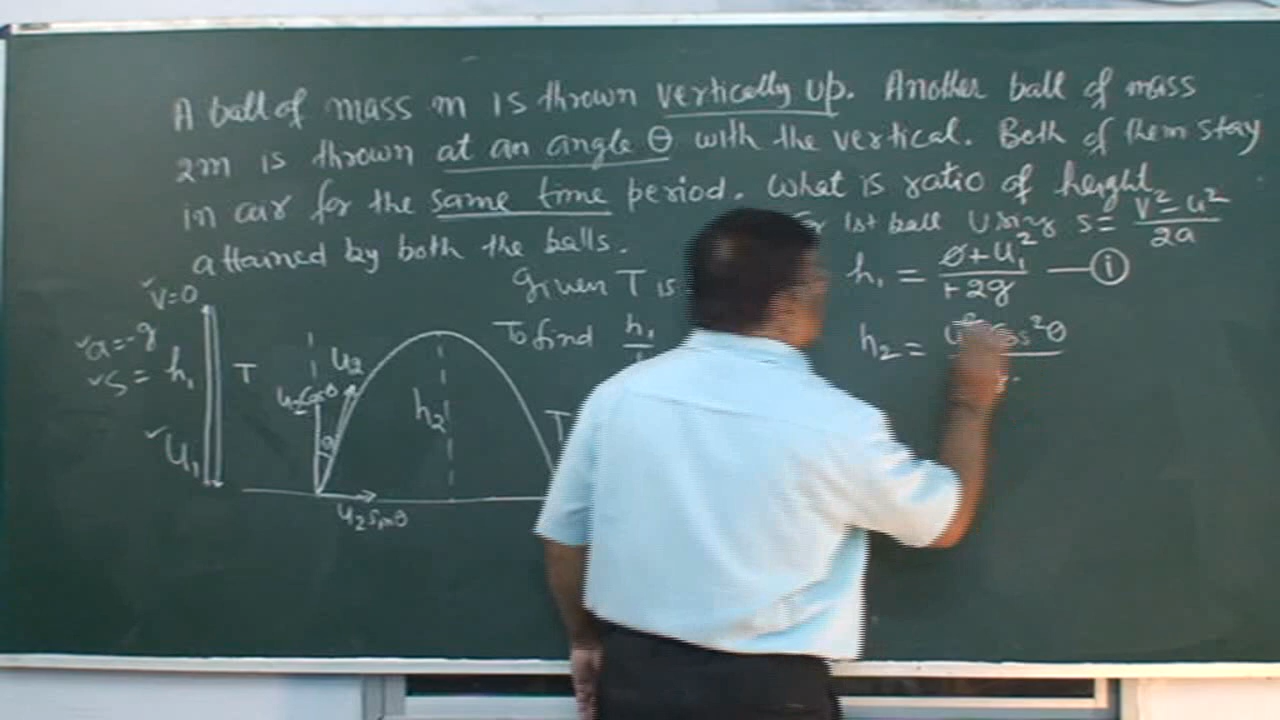 A ball of mass m is thrown vertically up. Another ball of mass
2m is thrown at an angle θ with the vertical. Both of them stay
in air for the same time period. What is ratio of height
attained by both the balls.
1st ball Using s = (v² - u²)/2a
Given T is
h₁ = (0 + u₁²)/(+2g) — (i)
To find h₁
h₂ = cos²θ
v=0
a=-g
s = h₁
T
u₁
u₂
u₂cosθ
θ
h₂
T
u₂sinθ